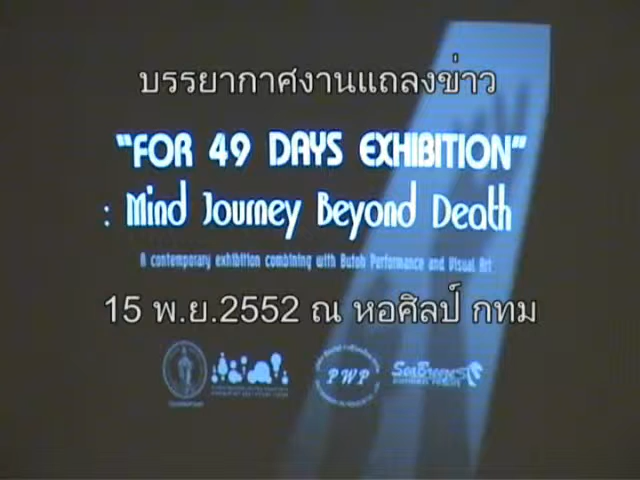 บรรยากาศงานแถลงข่าว
“FOR 49 DAYS EXHIBITION”
: Mind Journey Beyond Death
A contemporary exhibition combining with Butoh Performance and Visual Art
15 พ.ย.2552 ณ หอศิลป์ กทม
PWP
SeaBreeze